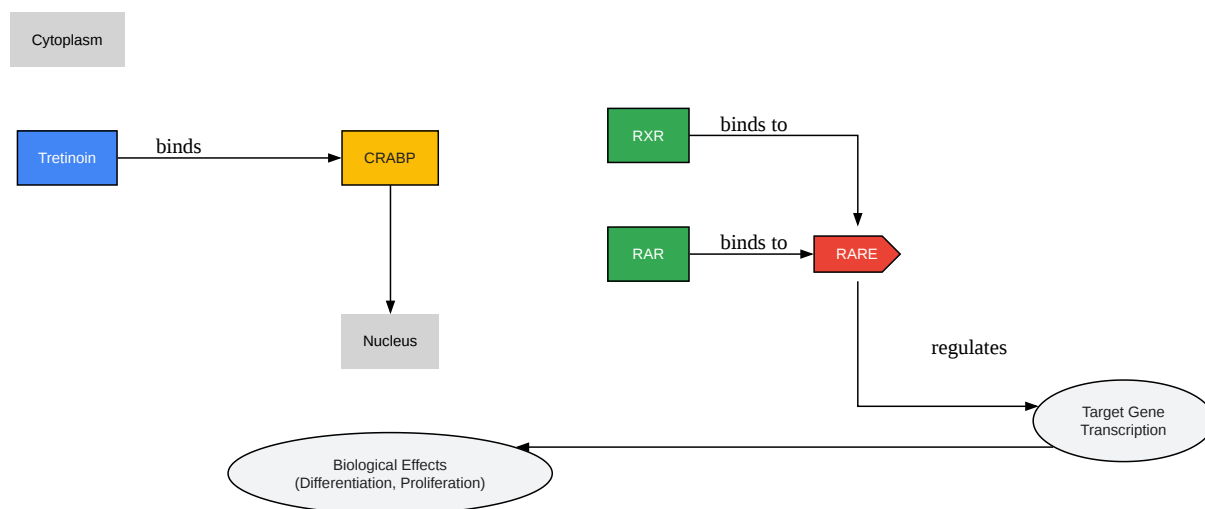 Cytoplasm
Tretinoin
binds
CRABP
Nucleus
RXR
binds to
RAR
binds to
RARE
regulates
Target Gene
Transcription
Biological Effects
(Differentiation, Proliferation)